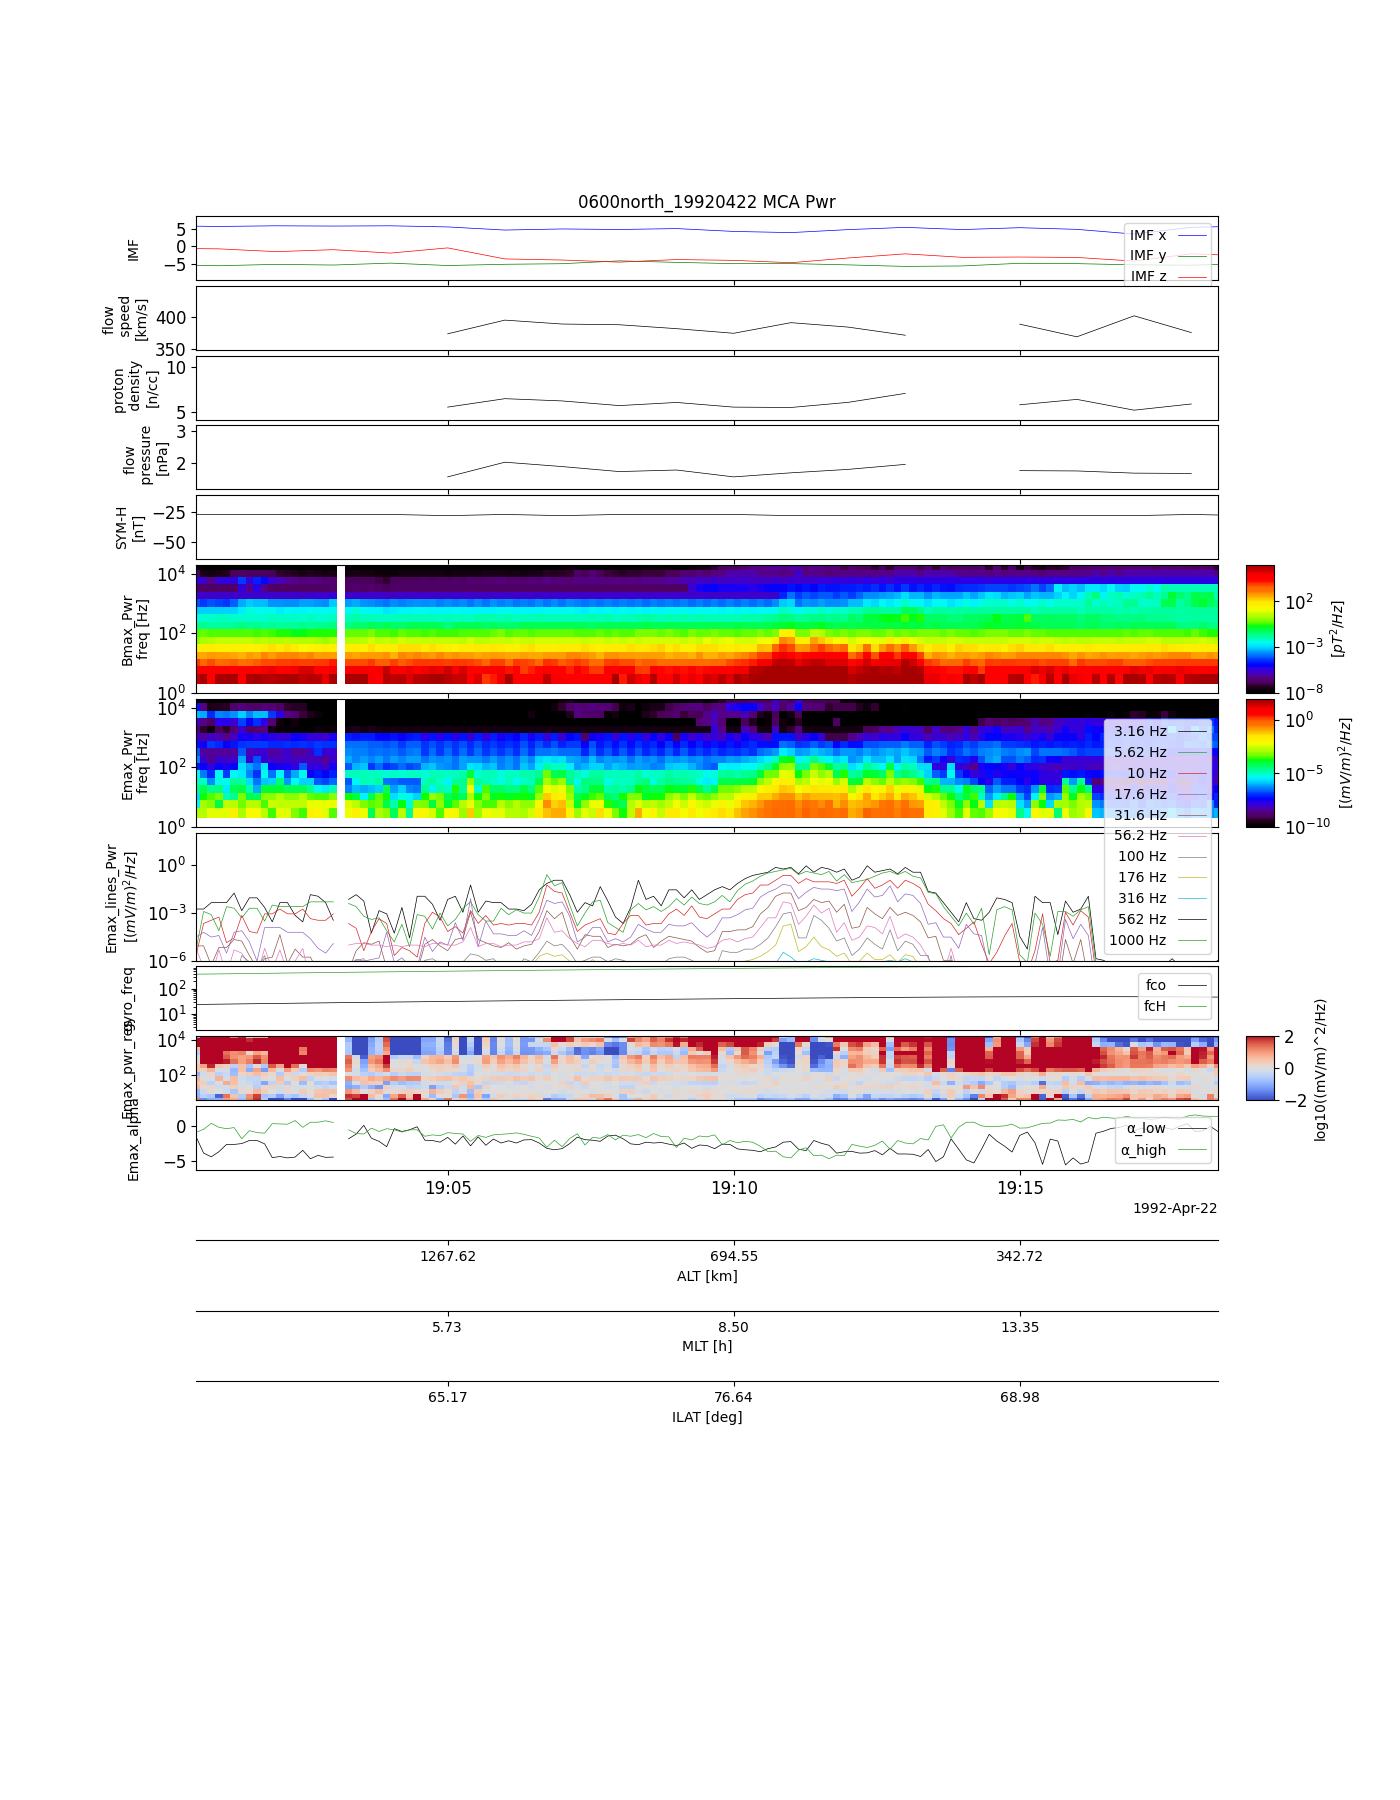 0600north_19920422 MCA Pwr
IMF
5
0
−5
IMF x
IMF y
IMF z
flow
speed
[km/s]
400
350
proton
density
[n/cc]
10
5
flow
pressure
[nPa]
3
2
SYM-H
[nT]
−25
−50
Bmax_Pwr
freq [Hz]
10^4
10^2
10^0
10^2
10^−3
10^−8
[pT^2/Hz]
Emax_Pwr
freq [Hz]
10^4
10^2
10^0
10^0
10^−5
10^−10
[(mV/m)^2/Hz]
3.16 Hz
5.62 Hz
10 Hz
17.6 Hz
31.6 Hz
56.2 Hz
100 Hz
176 Hz
316 Hz
562 Hz
1000 Hz
Emax_lines_Pwr
[(mV/m)^2/Hz]
10^0
10^−3
10^−6
gyro_freq
10^2
10^1
fco
fcH
Emax_pwr_res
10^4
10^2
2
0
−2
log10((mV/m)^2/Hz)
Emax_alpha
0
−5
α_low
α_high
19:05 19:10 19:15
1992-Apr-22
1267.62 694.55 342.72
ALT [km]
5.73 8.50 13.35
MLT [h]
65.17 76.64 68.98
ILAT [deg]